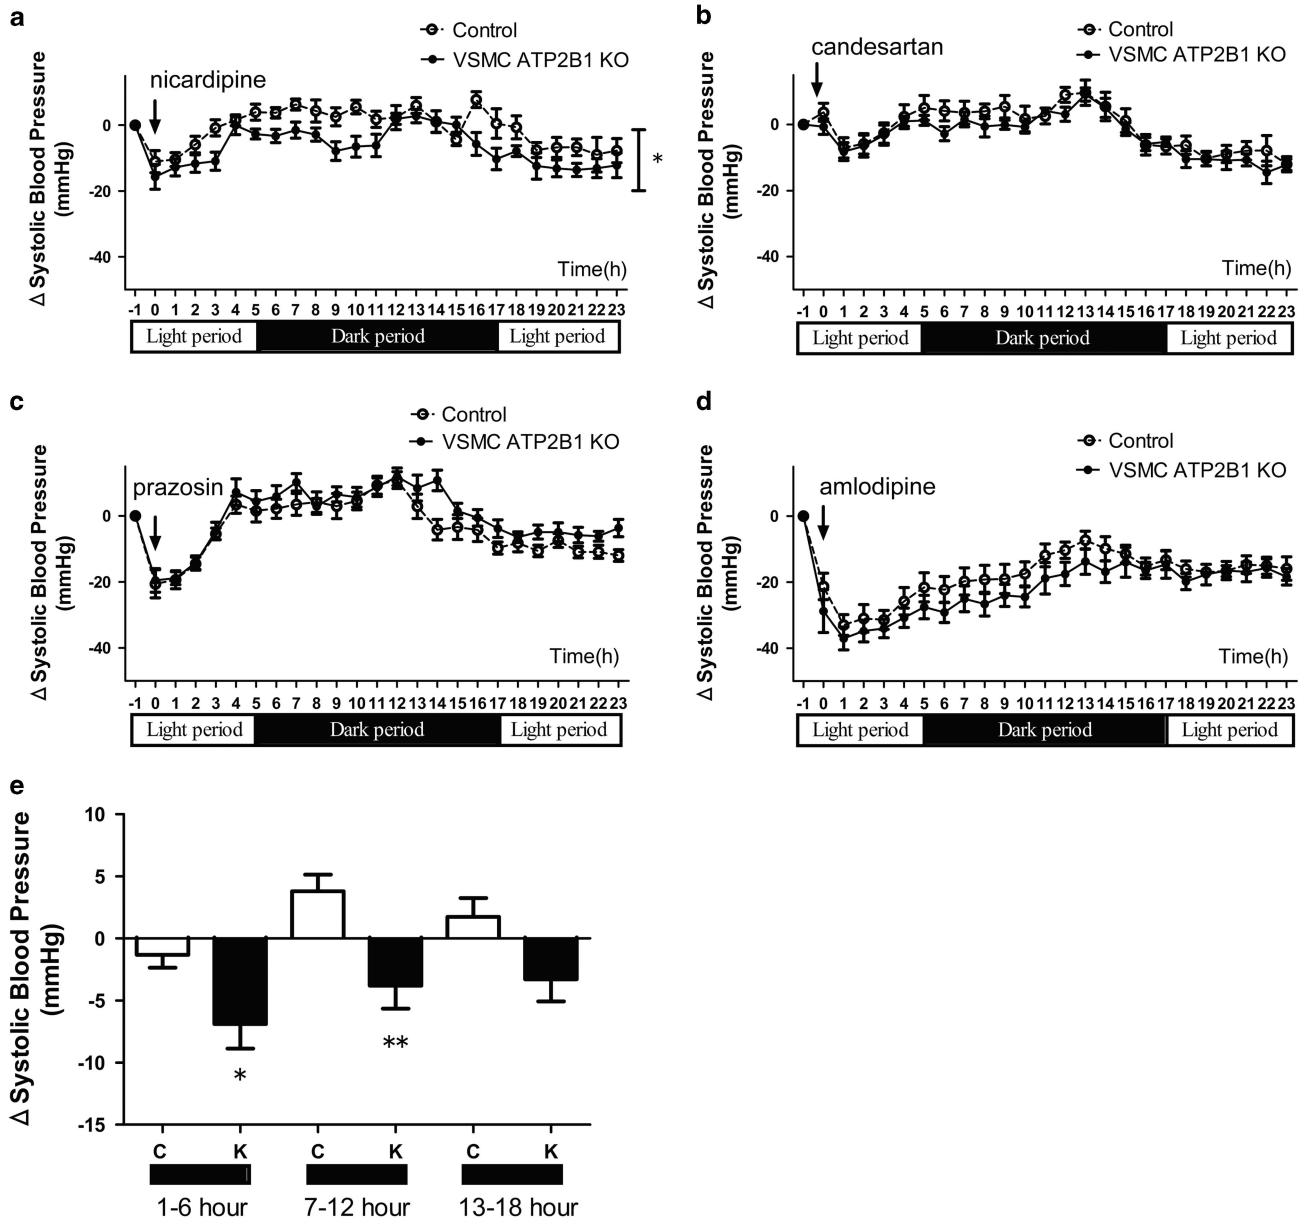 a
Control
VSMC ATP2B1 KO
nicardipine
Δ Systolic Blood Pressure
(mmHg)
0
-20
-40
*
Time(h)
-1 0 1 2 3 4 5 6 7 8 9 10 11 12 13 14 15 16 17 18 19 20 21 22 23
Light period Dark period Light period
b
Control
VSMC ATP2B1 KO
candesartan
Δ Systolic Blood Pressure
(mmHg)
0
-20
-40
Time(h)
-1 0 1 2 3 4 5 6 7 8 9 10 11 12 13 14 15 16 17 18 19 20 21 22 23
Light period Dark period Light period
c
Control
VSMC ATP2B1 KO
prazosin
Δ Systolic Blood Pressure
(mmHg)
0
-20
-40
Time(h)
-1 0 1 2 3 4 5 6 7 8 9 10 11 12 13 14 15 16 17 18 19 20 21 22 23
Light period Dark period Light period
d
Control
VSMC ATP2B1 KO
amlodipine
Δ Systolic Blood Pressure
(mmHg)
0
-20
-40
Time(h)
-1 0 1 2 3 4 5 6 7 8 9 10 11 12 13 14 15 16 17 18 19 20 21 22 23
Light period Dark period Light period
e
Δ Systolic Blood Pressure
(mmHg)
10
5
0
-5
-10
-15
*
**
C K C K C K
1-6 hour 7-12 hour 13-18 hour